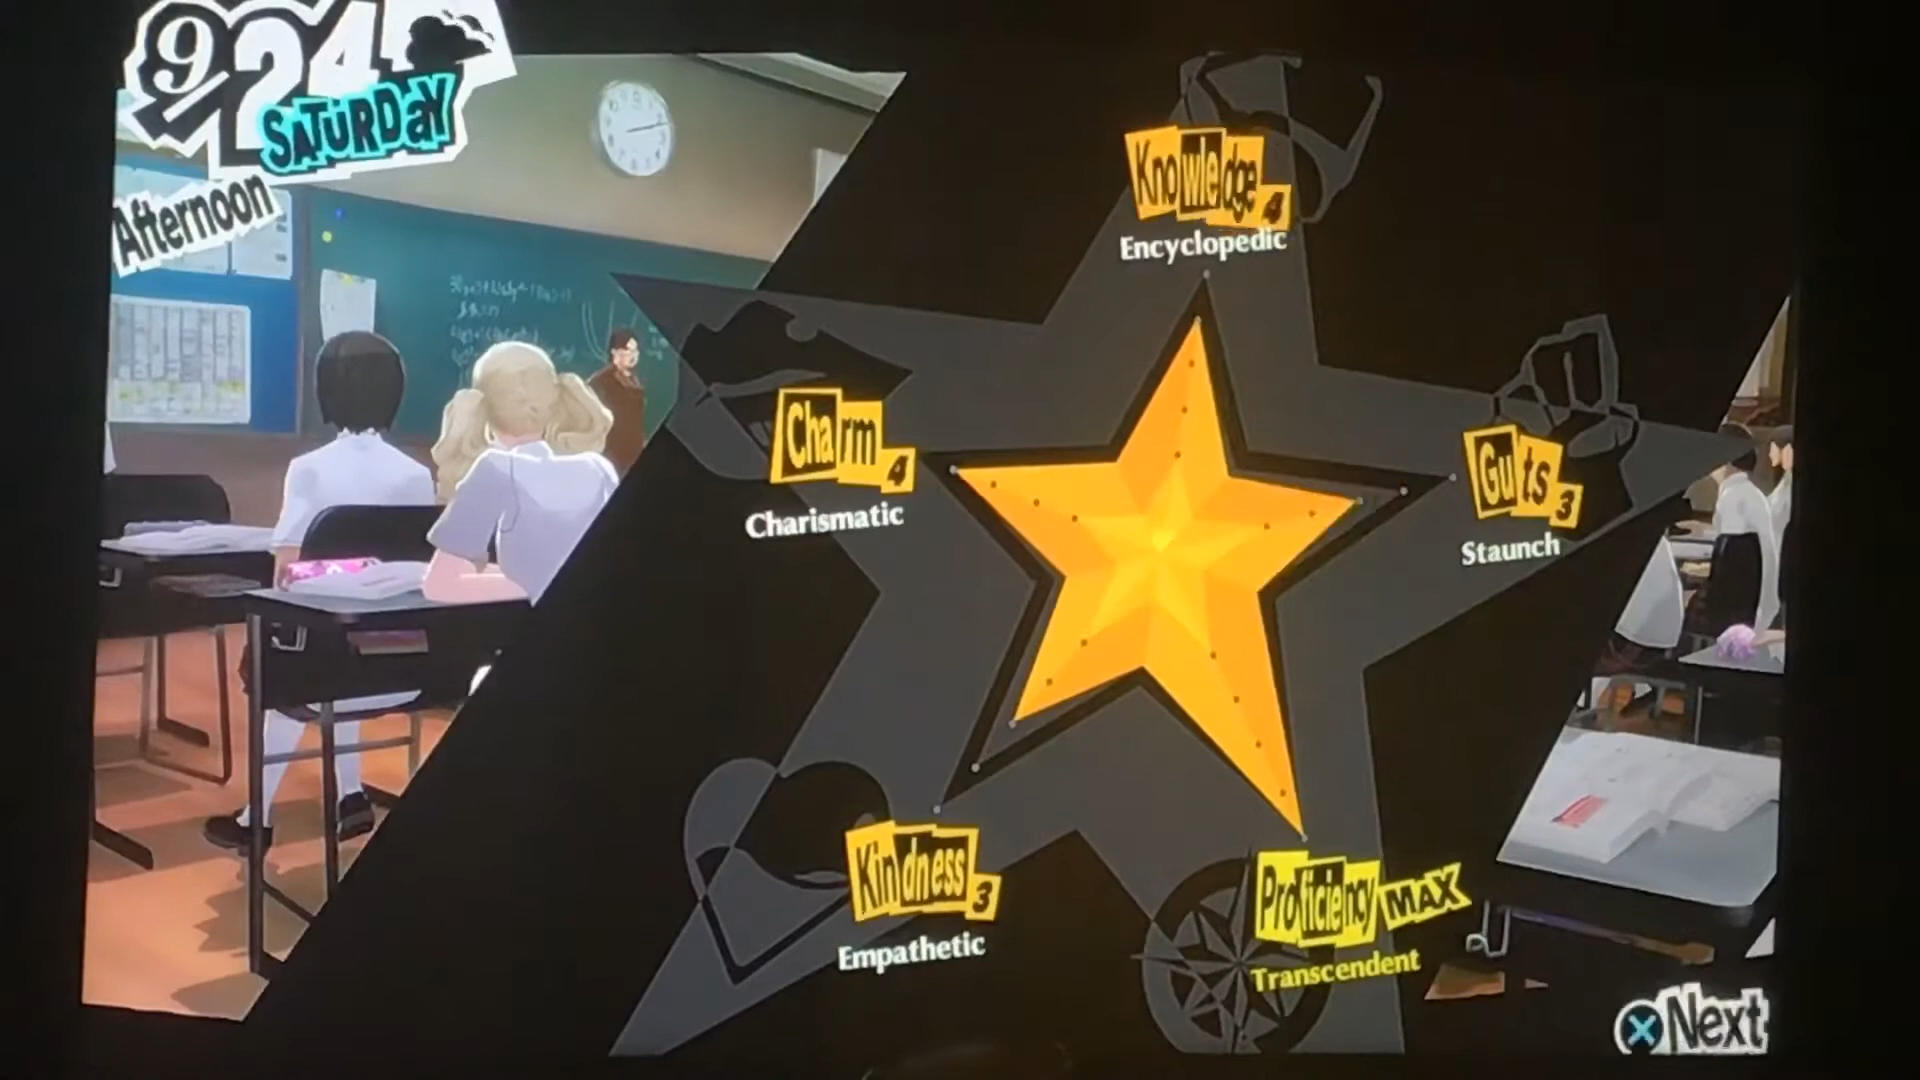 9/24
SATURDAY
Afternoon
Knowledge 4
Encyclopedic
Charm 4
Charismatic
Guts 3
Staunch
Kindness 3
Empathetic
Proficiency MAX
Transcendent
Next